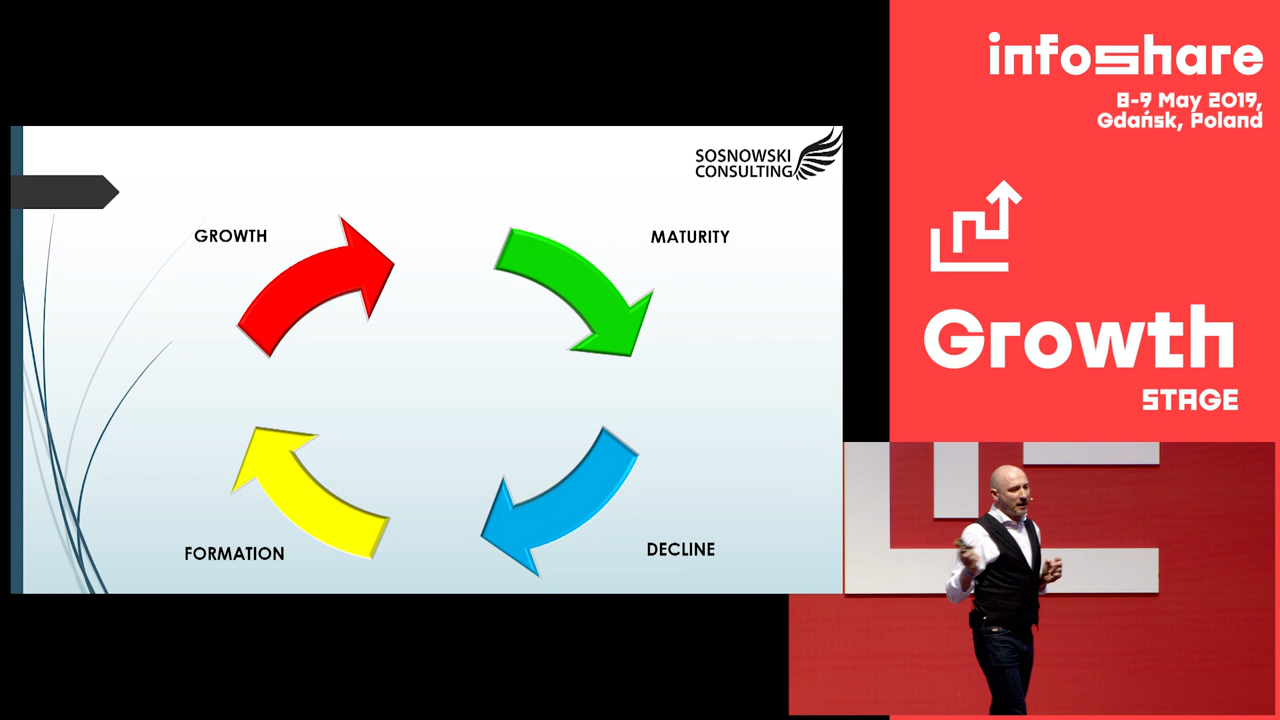 SOSNOWSKI
CONSULTING
GROWTH
MATURITY
FORMATION
DECLINE
infoshare
8-9 May 2019,
Gdańsk, Poland
Growth
STAGE